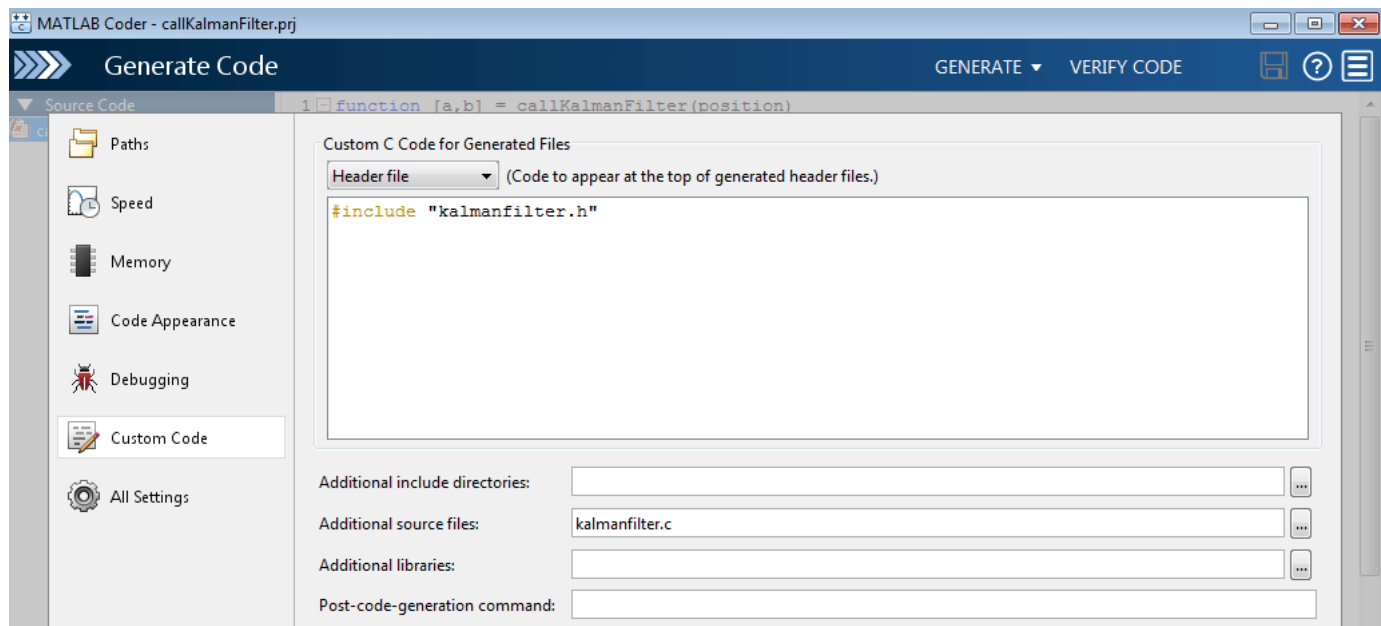 MATLAB Coder - callKalmanFilter.prj
Generate Code
GENERATE
VERIFY CODE
Source Code
1 function [a,b] = callKalmanFilter(position)
Paths
Speed
Memory
Code Appearance
Debugging
Custom Code
All Settings
Custom C Code for Generated Files
Header file (Code to appear at the top of generated header files.)
#include "kalmanfilter.h"
Additional include directories:
...
Additional source files: kalmanfilter.c
...
Additional libraries:
...
Post-code-generation command: